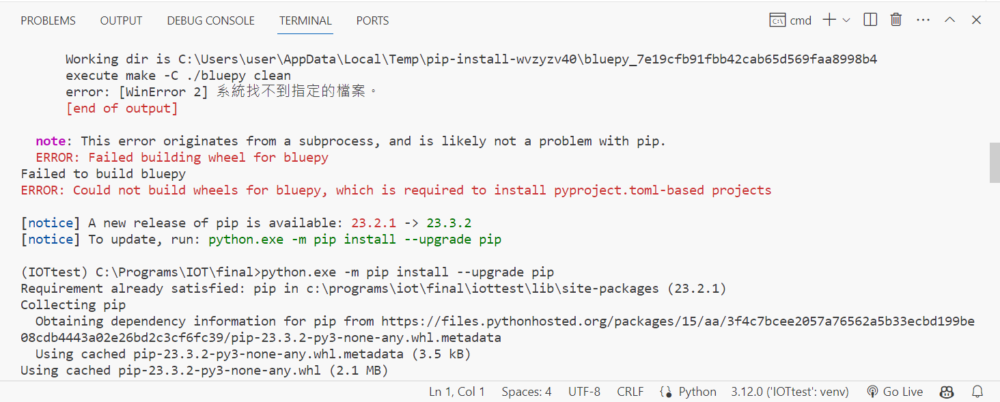 PROBLEMS OUTPUT DEBUG CONSOLE TERMINAL PORTS cmd
Working dir is C:\Users\user\AppData\Local\Temp\pip-install-wvzyzv40\bluepy_7e19cfb91fbb42cab65d569faa8998b4
execute make -C ./bluepy clean
error: [WinError 2] 系統找不到指定的檔案。
[end of output]
note: This error originates from a subprocess, and is likely not a problem with pip.
ERROR: Failed building wheel for bluepy
Failed to build bluepy
ERROR: Could not build wheels for bluepy, which is required to install pyproject.toml-based projects
[notice] A new release of pip is available: 23.2.1 -> 23.3.2
[notice] To update, run: python.exe -m pip install --upgrade pip
(IOTtest) C:\Programs\IOT\final>python.exe -m pip install --upgrade pip
Requirement already satisfied: pip in c:\programs\iot\final\iottest\lib\site-packages (23.2.1)
Collecting pip
Obtaining dependency information for pip from https://files.pythonhosted.org/packages/15/aa/3f4c7bcee2057a76562a5b33ecbd199be
08cdb4443a02e26bd2c3cf6fc39/pip-23.3.2-py3-none-any.whl.metadata
Using cached pip-23.3.2-py3-none-any.whl.metadata (3.5 kB)
Using cached pip-23.3.2-py3-none-any.whl (2.1 MB)
Ln 1, Col 1 Spaces: 4 UTF-8 CRLF Python 3.12.0 ('IOTtest': venv) Go Live